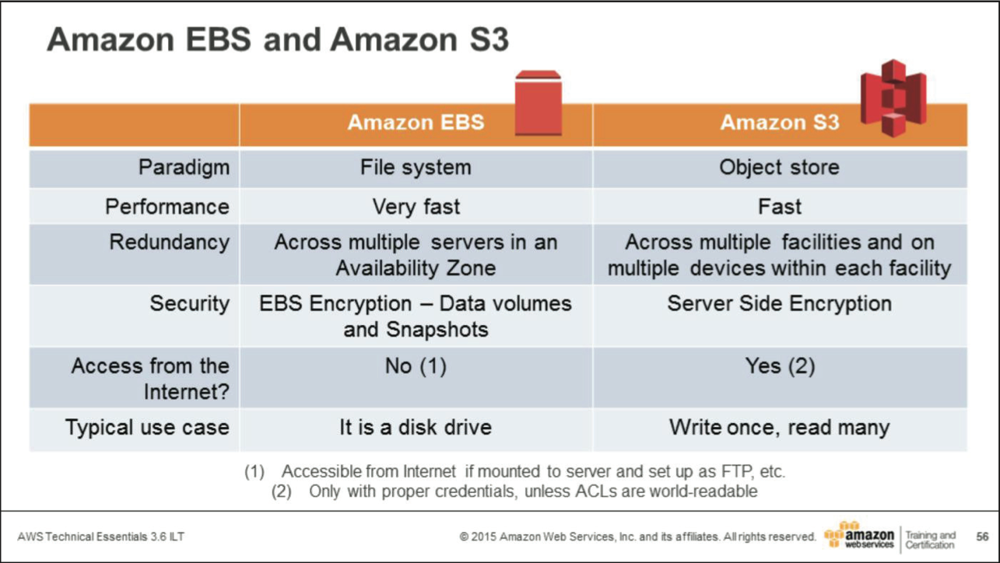 Amazon EBS and Amazon S3
Amazon EBS
Amazon S3
Paradigm
File system
Object store
Performance
Very fast
Fast
Redundancy
Across multiple servers in an
Availability Zone
Across multiple facilities and on
multiple devices within each facility
Security
EBS Encryption – Data volumes
and Snapshots
Server Side Encryption
Access from the
Internet?
No (1)
Yes (2)
Typical use case
It is a disk drive
Write once, read many
(1) Accessible from Internet if mounted to server and set up as FTP, etc.
(2) Only with proper credentials, unless ACLs are world-readable
AWS Technical Essentials 3.6 ILT
© 2015 Amazon Web Services, Inc. and its affiliates. All rights reserved.
amazon
webservices
Training and
Certification
56